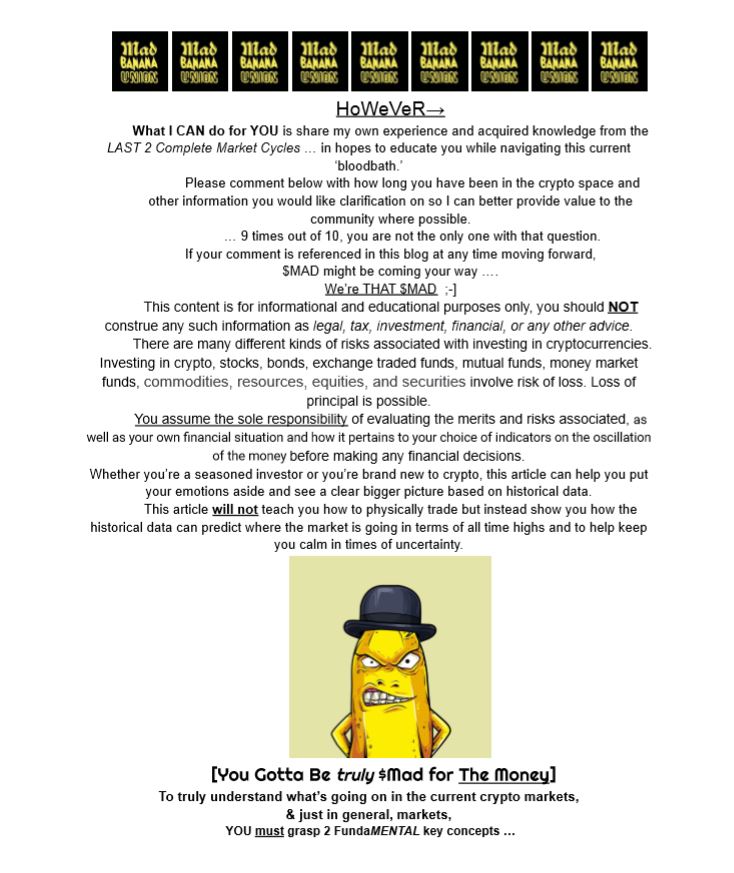 Mad Mad Mad Mad Mad Mad Mad Mad Mad
BANANA BANANA BANANA BANANA BANANA BANANA BANANA BANANA BANANA
UNION UNION UNION UNION UNION UNION UNION UNION UNION
HoWeVeR→
What I CAN do for YOU is share my own experience and acquired knowledge from the
LAST 2 Complete Market Cycles … in hopes to educate you while navigating this current
‘bloodbath.’
Please comment below with how long you have been in the crypto space and
other information you would like clarification on so I can better provide value to the
community where possible.
… 9 times out of 10, you are not the only one with that question.
If your comment is referenced in this blog at any time moving forward,
$MAD might be coming your way ….
We’re THAT $MAD ;-]
This content is for informational and educational purposes only, you should NOT
construe any such information as legal, tax, investment, financial, or any other advice.
There are many different kinds of risks associated with investing in cryptocurrencies.
Investing in crypto, stocks, bonds, exchange traded funds, mutual funds, money market
funds, commodities, resources, equities, and securities involve risk of loss. Loss of
principal is possible.
You assume the sole responsibility of evaluating the merits and risks associated, as
well as your own financial situation and how it pertains to your choice of indicators on the oscillation
of the money before making any financial decisions.
Whether you’re a seasoned investor or you’re brand new to crypto, this article can help you put
your emotions aside and see a clear bigger picture based on historical data.
This article will not teach you how to physically trade but instead show you how the
historical data can predict where the market is going in terms of all time highs and to help keep
you calm in times of uncertainty.
[You Gotta Be truly $Mad for The Money]
To truly understand what’s going on in the current crypto markets,
& just in general, markets,
YOU must grasp 2 FundaMENTAL key concepts …